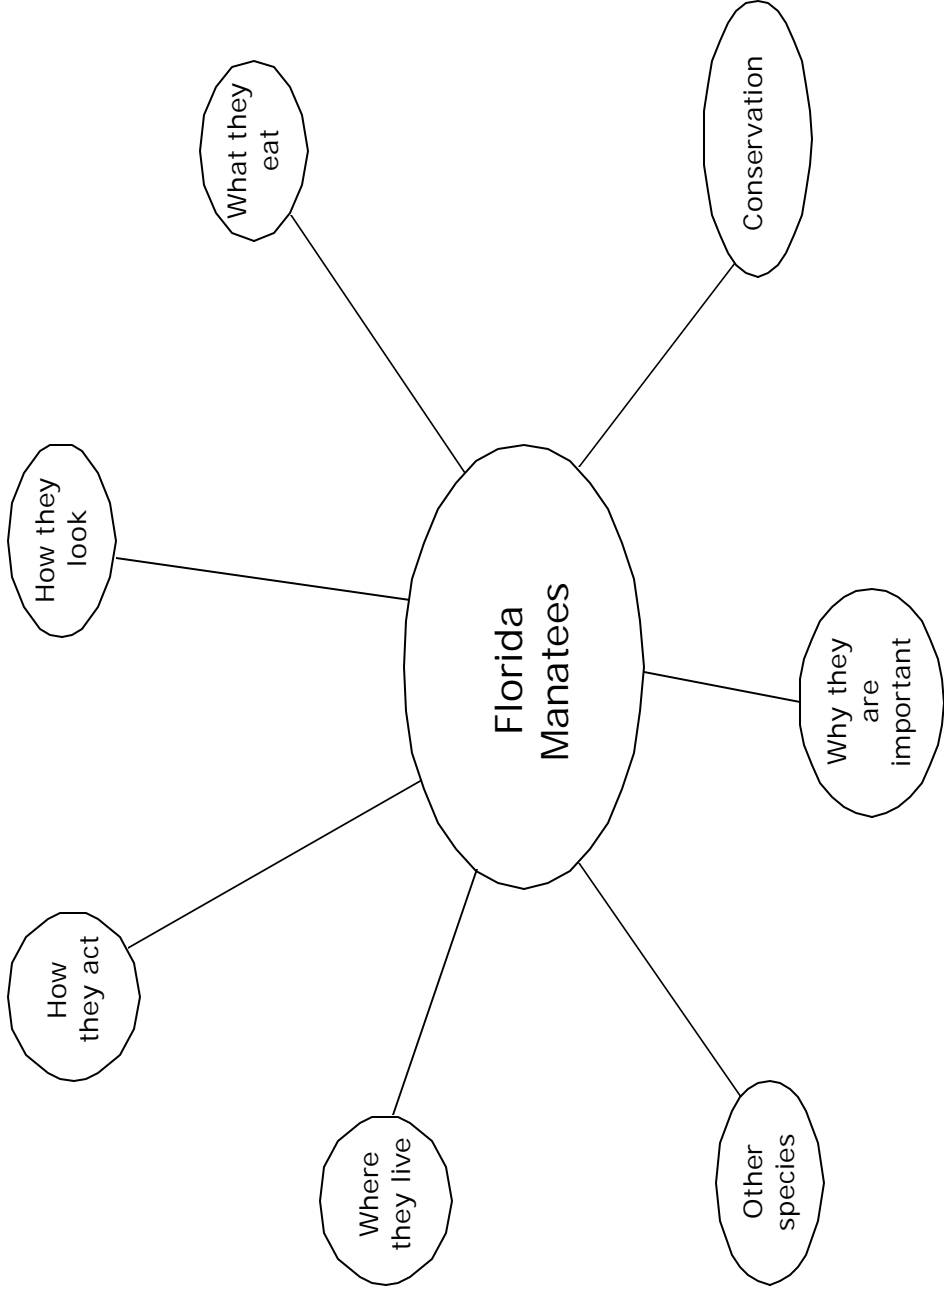 Florida
Manatees
How
they act
How they
look
What they
eat
Where
they live
Other
species
Why they
are
important
Conservation